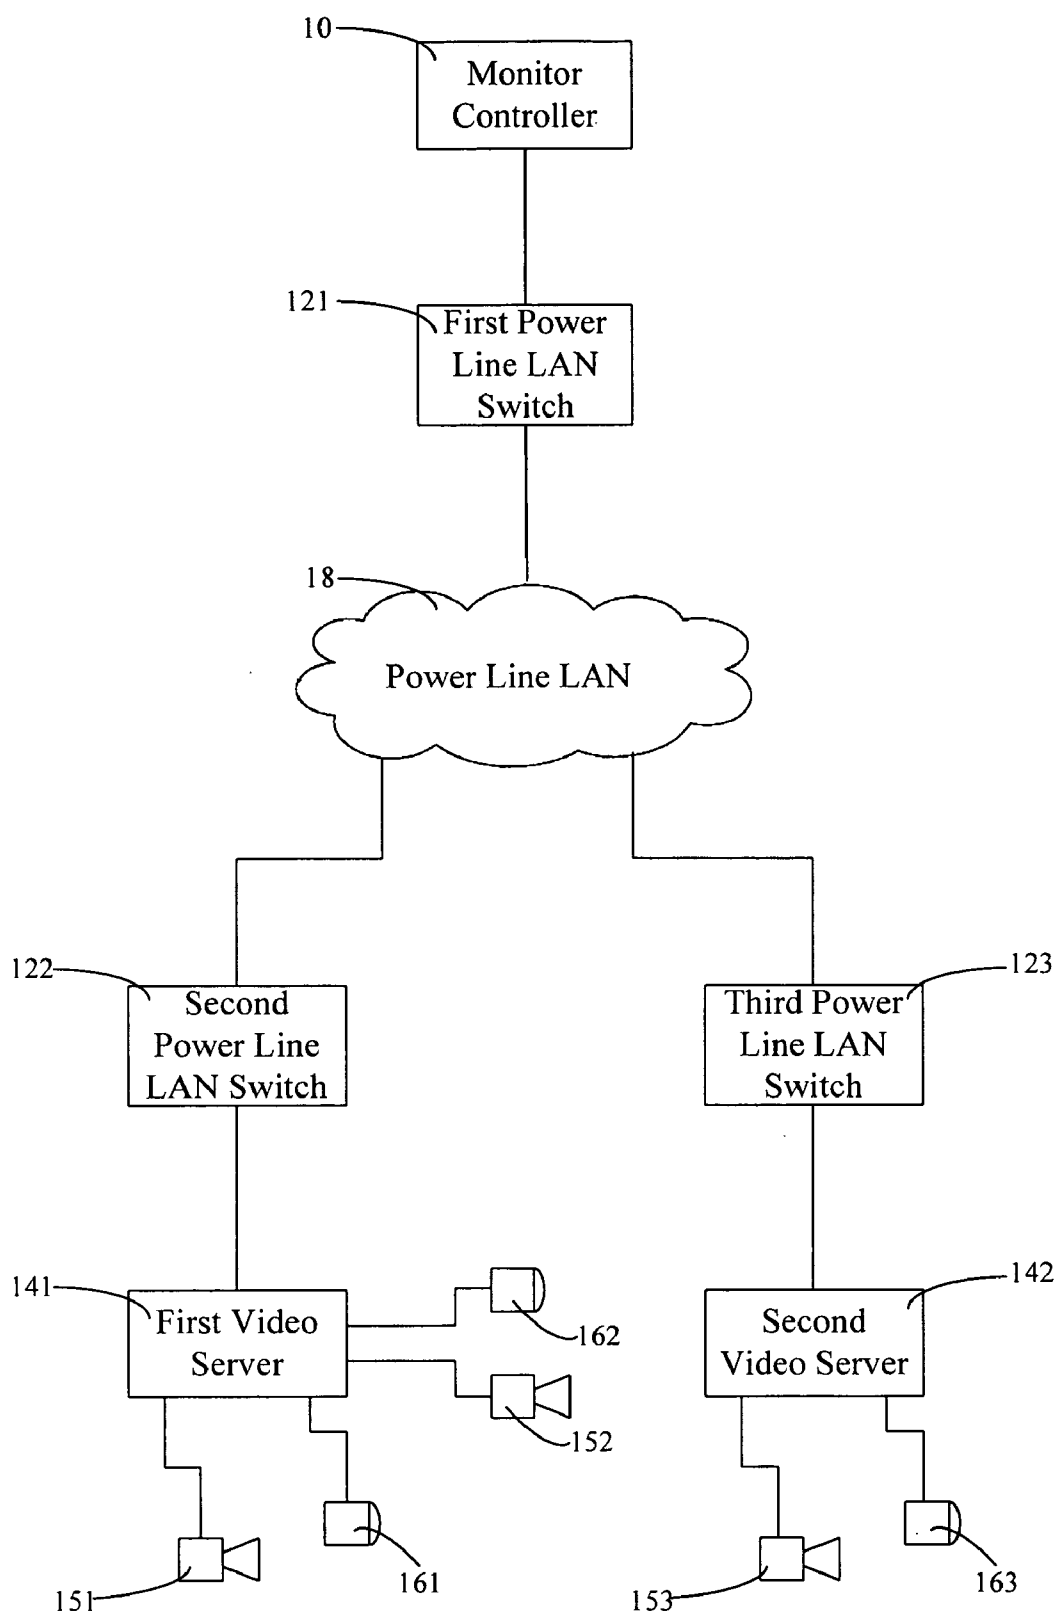 10
Monitor
Controller
121
First Power
Line LAN
Switch
18
Power Line LAN
122
Second
Power Line
LAN Switch
123
Third Power
Line LAN
Switch
141
First Video
Server
162
152
142
Second
Video Server
151
161
153
163